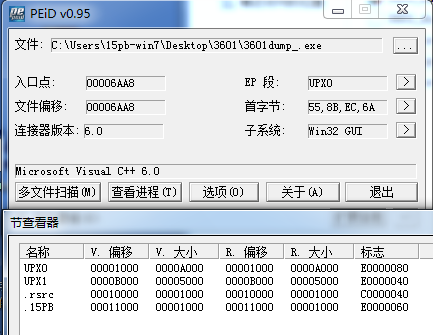 PEiD v0.95
文件: C:\Users\15pb-win7\Desktop\3601\3601dump_.exe ...
入口点: 00006AA8 EP 段: UPX0 >
文件偏移: 00006AA8 首字节: 55,8B,EC,6A >
连接器版本: 6.0 子系统: Win32 GUI >
Microsoft Visual C++ 6.0
多文件扫描(M) 查看进程(T) 选项(O) 关于(A) 退出
节查看器
名称 V. 偏移 V. 大小 R. 偏移 R. 大小 标志
UPX0 00001000 0000A000 00001000 0000A000 E0000080
UPX1 0000B000 00005000 0000B000 00005000 E0000040
.rsrc 00010000 00001000 00010000 00001000 C0000040
.15PB 00011000 00001000 00011000 00001000 E0000060